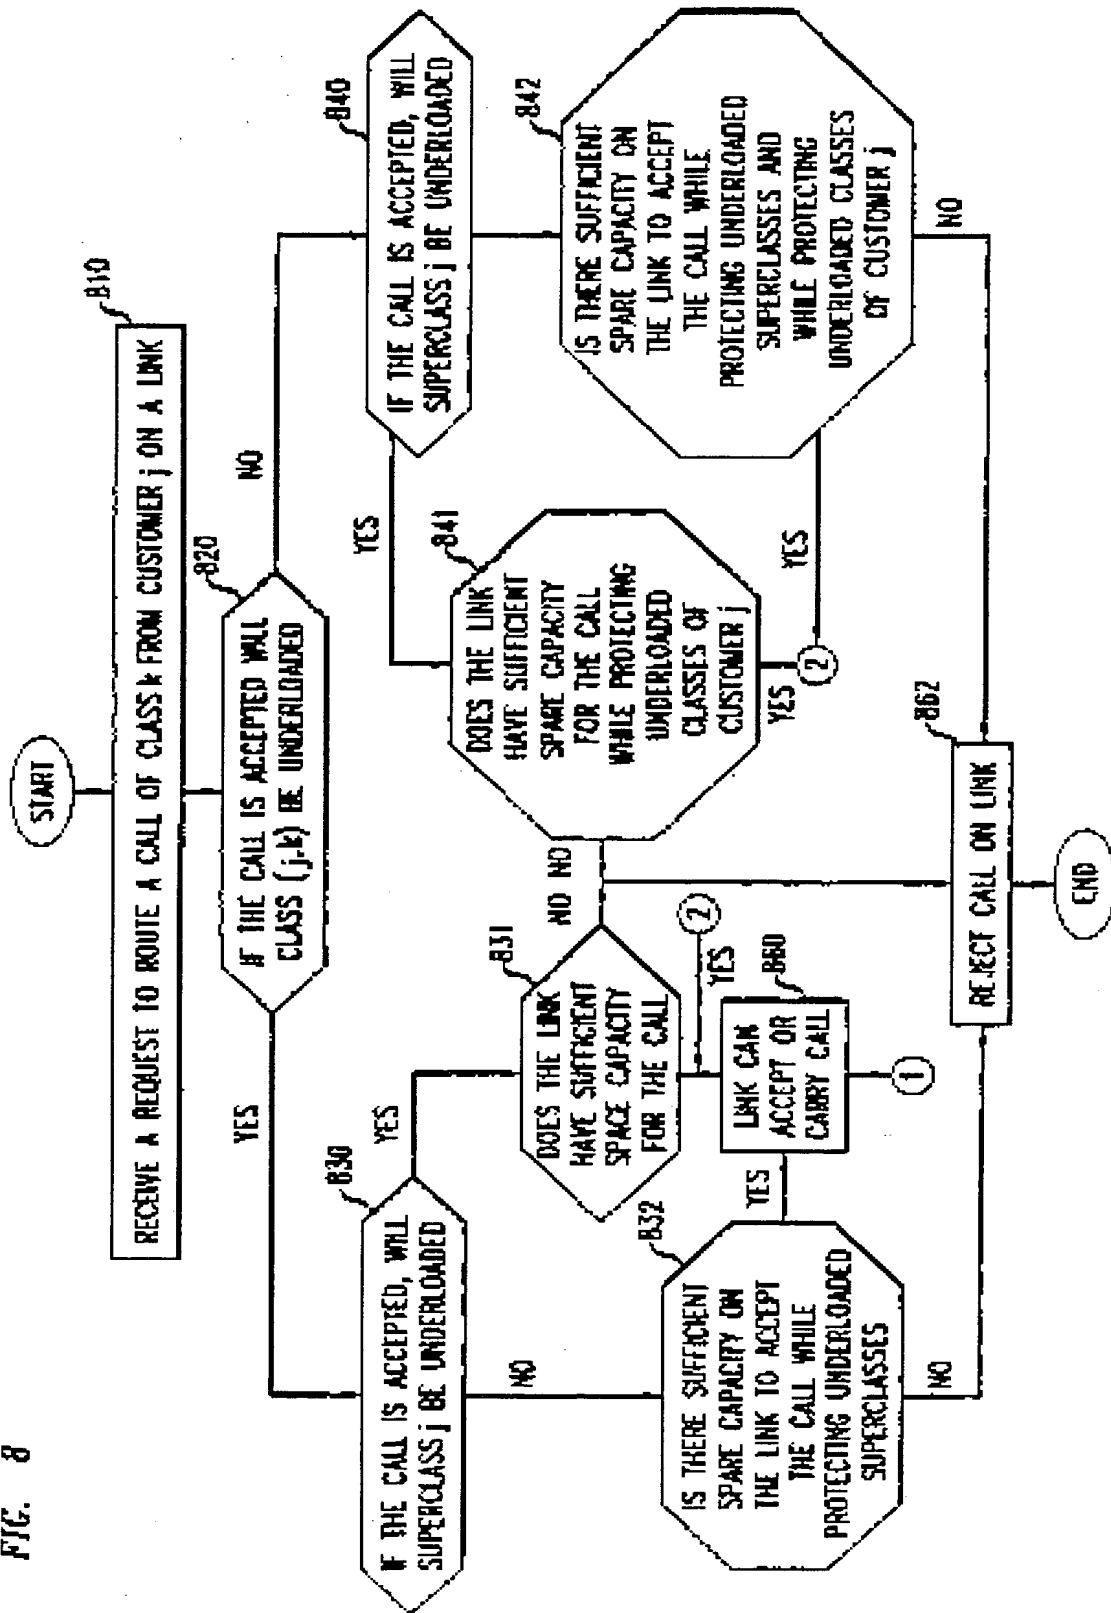 FIG. 8
START
810
RECEIVE A REQUEST TO ROUTE A CALL OF CLASS k FROM CUSTOMER j ON A LINK
820
IF THE CALL IS ACCEPTED WILL
CLASS (j,k) BE UNDERLOADED
YES
NO
830
IF THE CALL IS ACCEPTED, WILL
SUPERCLASS j BE UNDERLOADED
YES
NO
840
IF THE CALL IS ACCEPTED, WILL
SUPERCLASS j BE UNDERLOADED
YES
831
DOES THE LINK
HAVE SUFFICIENT
SPACE CAPACITY
FOR THE CALL
NO
NO
841
DOES THE LINK
HAVE SUFFICIENT
SPARE CAPACITY
FOR THE CALL
WHILE PROTECTING
UNDERLOADED
CLASSES OF
CUSTOMER j
YES
2
YES
842
IS THERE SUFFICIENT
SPARE CAPACITY ON
THE LINK TO ACCEPT
THE CALL WHILE
PROTECTING UNDERLOADED
SUPERCLASSES AND
WHILE PROTECTING
UNDERLOADED CLASSES
OF CUSTOMER j
NO
832
IS THERE SUFFICIENT
SPARE CAPACITY ON
THE LINK TO ACCEPT
THE CALL WHILE
PROTECTING UNDERLOADED
SUPERCLASSES
YES
NO
2
YES
860
LINK CAN
ACCEPT OR
CARRY CALL
1
862
REJECT CALL ON LINK
END